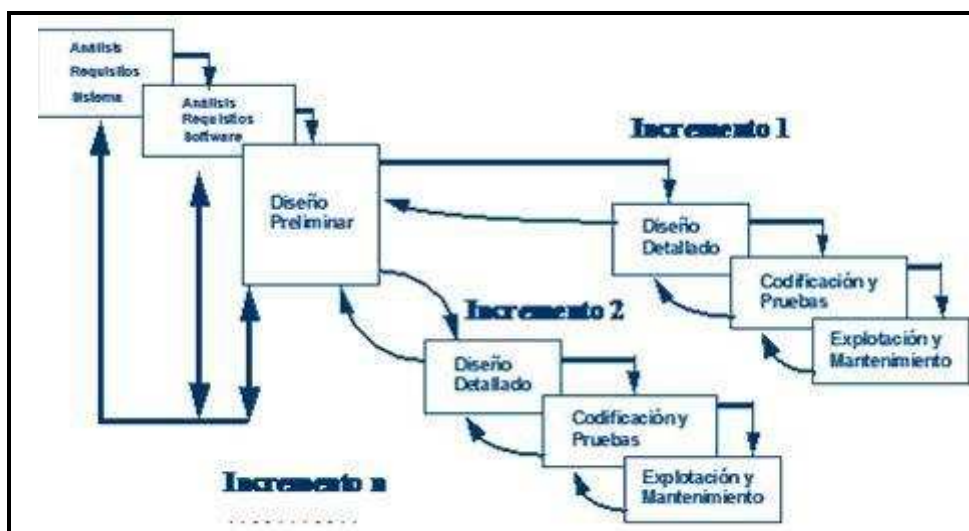 Análisis
Requisitos
Sistema
Análisis
Requisitos
Software
Diseño
Preliminar
Incremento 1
Diseño
Detallado
Codificación y
Pruebas
Explotación y
Mantenimiento
Incremento 2
Diseño
Detallado
Codificación y
Pruebas
Explotación y
Mantenimiento
Incremento n
. . . . . . . . . . .